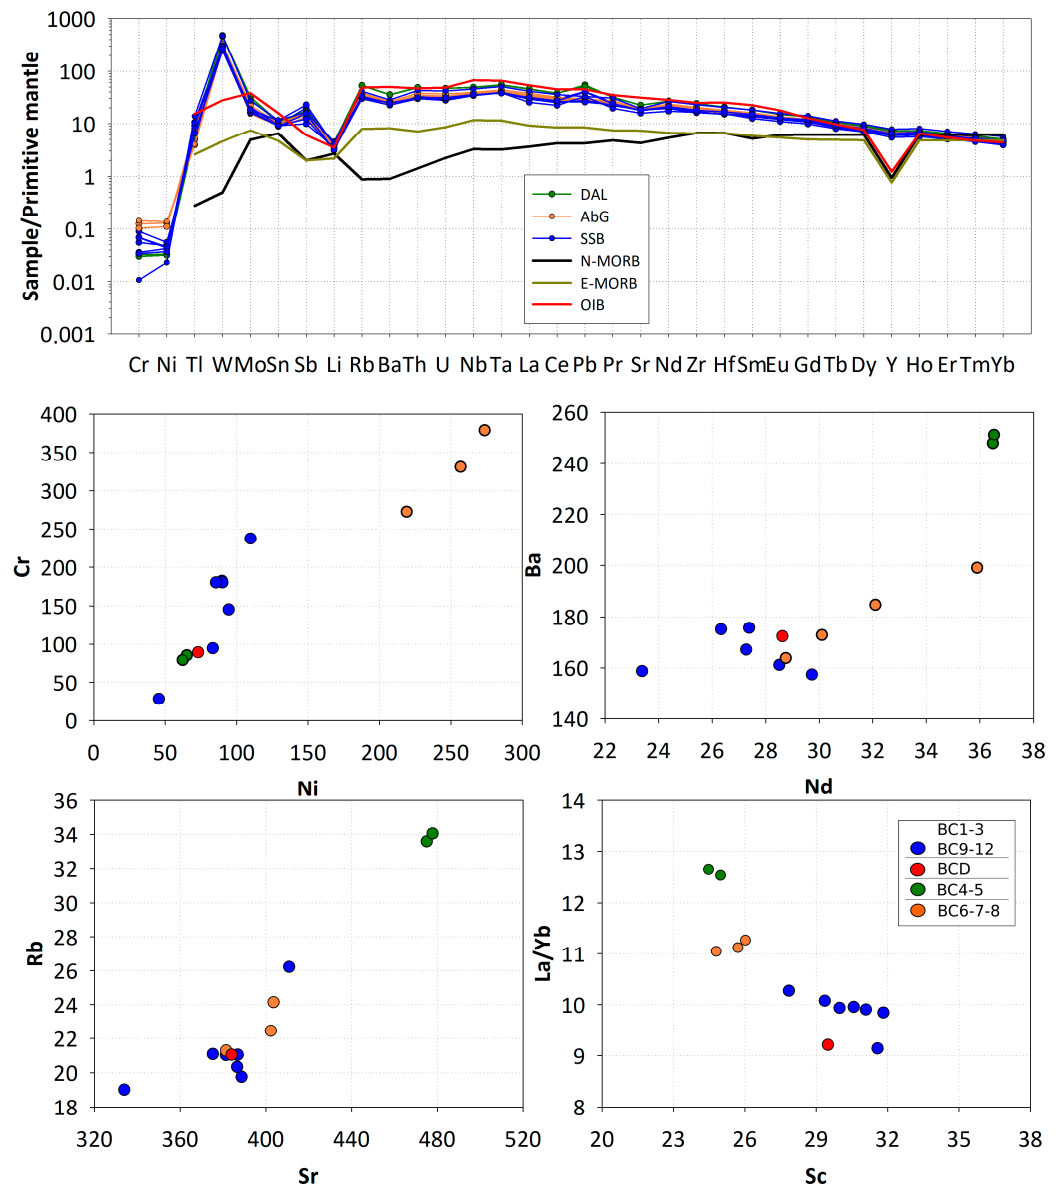 1000
100
10
1
0.1
0.01
0.001
Sample/Primitive mantle
DAL
AbG
SSB
N-MORB
E-MORB
OIB
Cr Ni Tl W Mo Sn Sb Li Rb Ba Th U Nb Ta La Ce Pb Pr Sr Nd Zr Hf Sm Eu Gd Tb Dy Y Ho Er Tm Yb
400
350
300
250
200
150
100
50
0
Cr
0 50 100 150 200 250 300
Ni
260
240
220
200
180
160
140
Ba
22 24 26 28 30 32 34 36 38
Nd
36
34
32
30
28
26
24
22
20
18
Rb
320 360 400 440 480 520
Sr
14
13
12
11
10
9
8
La/Yb
BC1-3
BC9-12
BCD
BC4-5
BC6-7-8
20 23 26 29 32 35 38
Sc